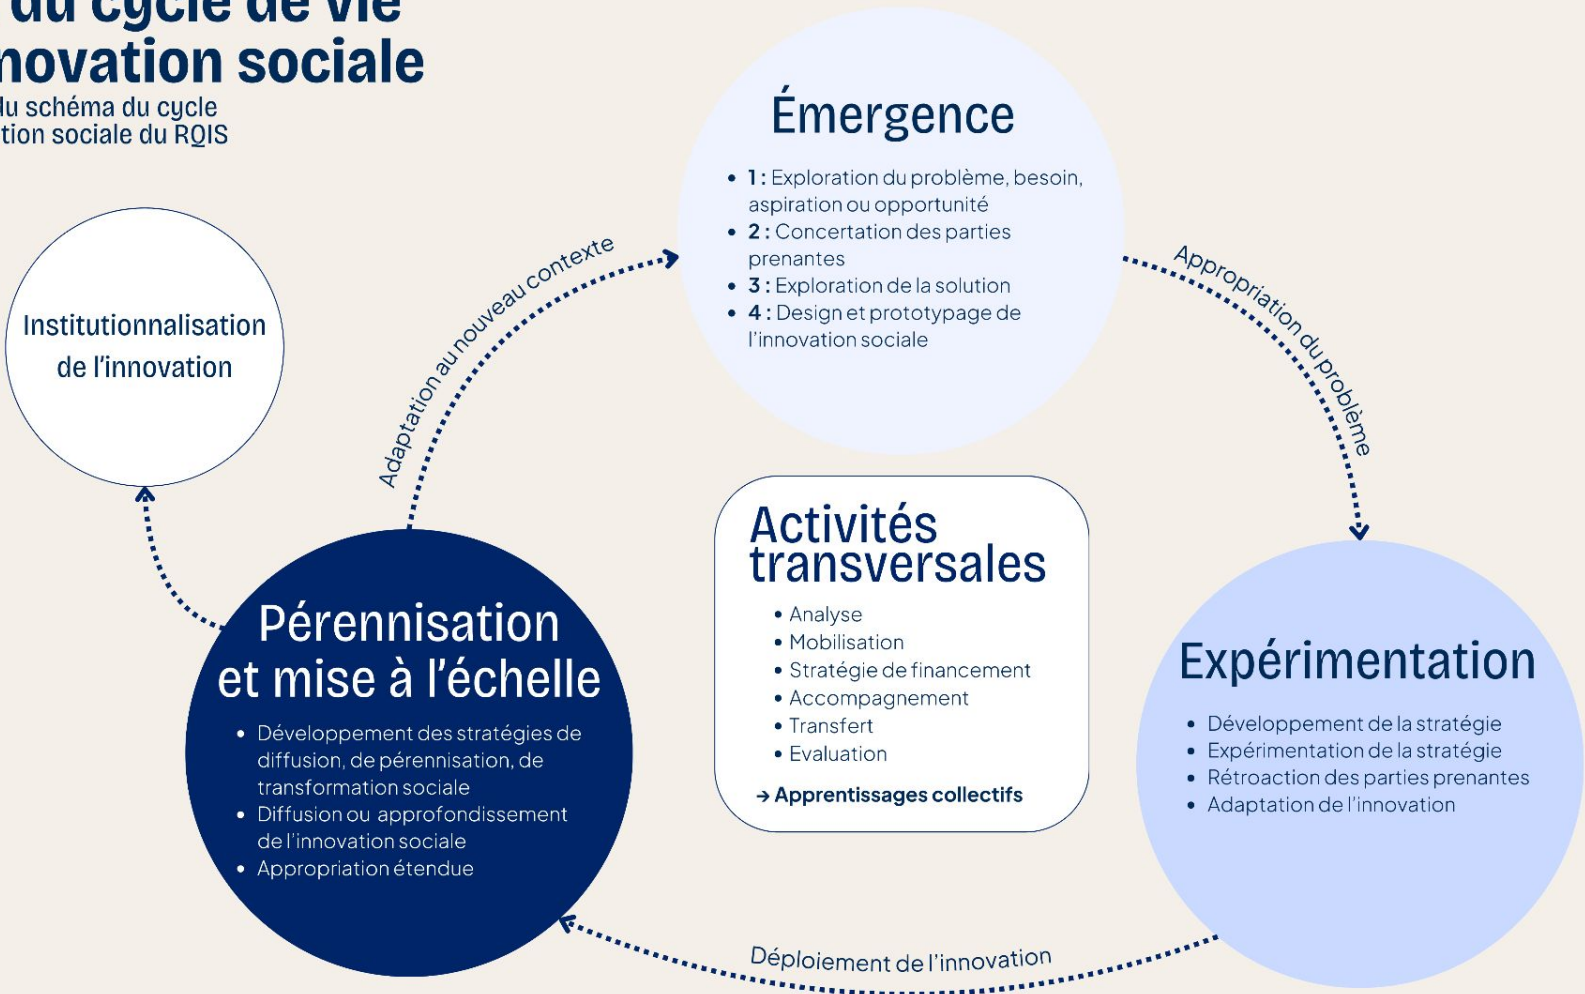 du cycle de vie
novation sociale
du schéma du cycle
tion sociale du RQIS
Émergence
• 1 : Exploration du problème, besoin,
aspiration ou opportunité
• 2 : Concertation des parties
prenantes
• 3 : Exploration de la solution
• 4 : Design et prototypage de
l'innovation sociale
Adaptation au nouveau contexte
Appropriation du problème
Institutionnalisation
de l'innovation
Activités
transversales
• Analyse
• Mobilisation
• Stratégie de financement
• Accompagnement
• Transfert
• Evaluation
→ Apprentissages collectifs
Pérennisation
et mise à l'échelle
• Développement des stratégies de
diffusion, de pérennisation, de
transformation sociale
• Diffusion ou approfondissement
de l'innovation sociale
• Appropriation étendue
Expérimentation
• Développement de la stratégie
• Expérimentation de la stratégie
• Rétroaction des parties prenantes
• Adaptation de l'innovation
Déploiement de l'innovation